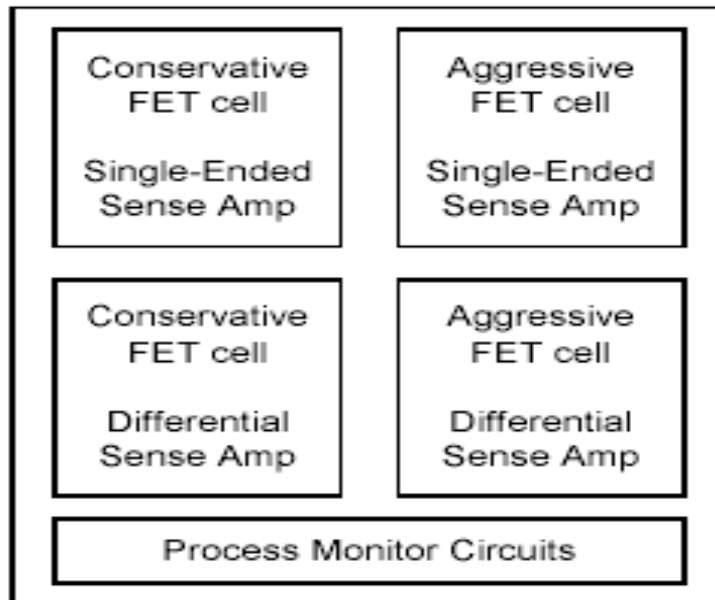 Conservative
FET cell
Single-Ended
Sense Amp
Aggressive
FET cell
Single-Ended
Sense Amp
Conservative
FET cell
Differential
Sense Amp
Aggressive
FET cell
Differential
Sense Amp
Process Monitor Circuits